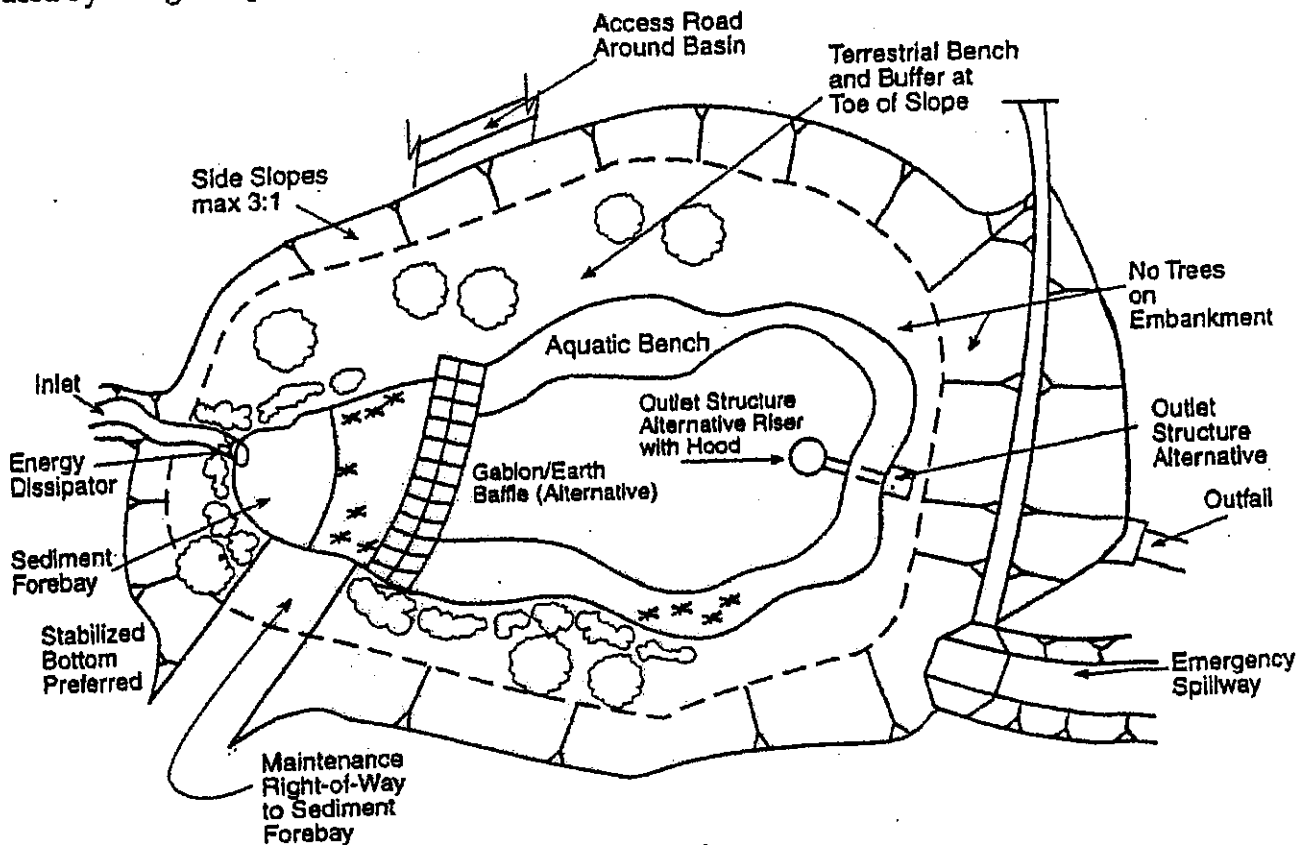 Access Road
Around Basin
Terrestrial Bench
and Buffer at
Toe of Slope
Side Slopes
max 3:1
No Trees
on
Embankment
Aquatic Bench
Inlet
Outlet Structure
Alternative Riser
with Hood
Outlet
Structure
Alternative
Energy
Dissipator
Gabion/Earth
Baffle (Alternative)
Outfall
Sediment
Forebay
Stabilized
Bottom
Preferred
Emergency
Spillway
Maintenance
Right-of-Way
to Sediment
Forebay